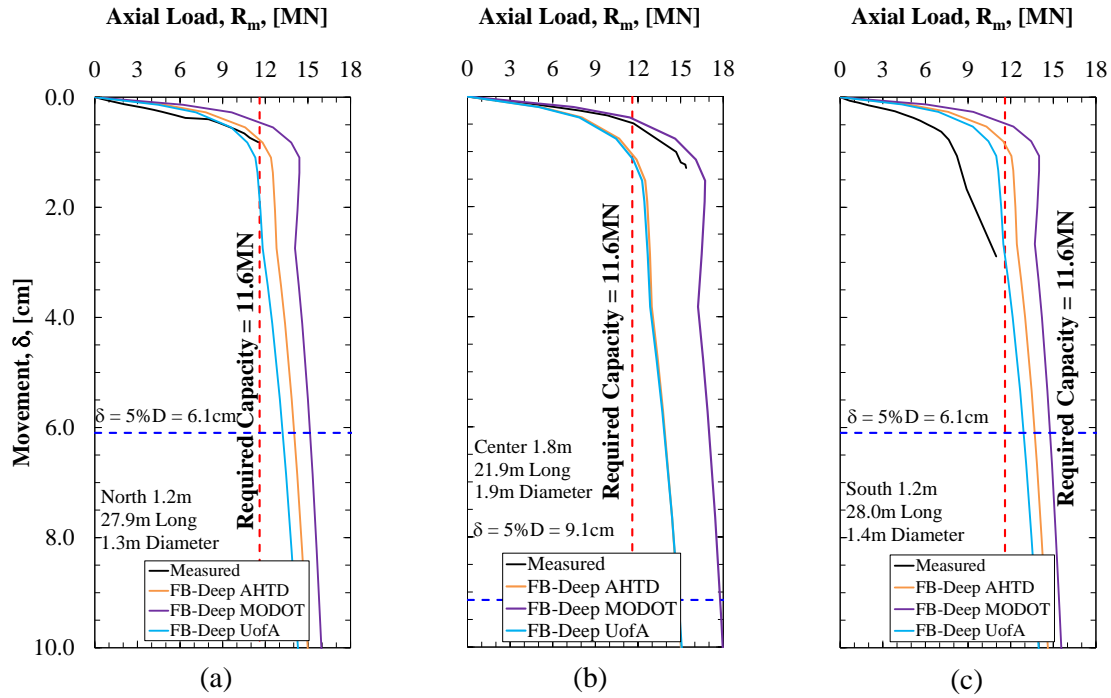 Axial Load, Rm, [MN]
0 3 6 9 12 15 18
0.0
2.0
4.0
6.0
8.0
10.0
Movement, δ, [cm]
Required Capacity = 11.6MN
δ = 5%D = 6.1cm
North 1.2m
27.9m Long
1.3m Diameter
Measured
FB-Deep AHTD
FB-Deep MODOT
FB-Deep UofA
(a)
Axial Load, Rm, [MN]
0 3 6 9 12 15 18
Required Capacity = 11.6MN
Center 1.8m
21.9m Long
1.9m Diameter
δ = 5%D = 9.1cm
Measured
FB-Deep AHTD
FB-Deep MODOT
FB-Deep UofA
(b)
Axial Load, Rm, [MN]
0 3 6 9 12 15 18
Required Capacity = 11.6MN
δ = 5%D = 6.1cm
South 1.2m
28.0m Long
1.4m Diameter
Measured
FB-Deep AHTD
FB-Deep MODOT
FB-Deep UofA
(c)